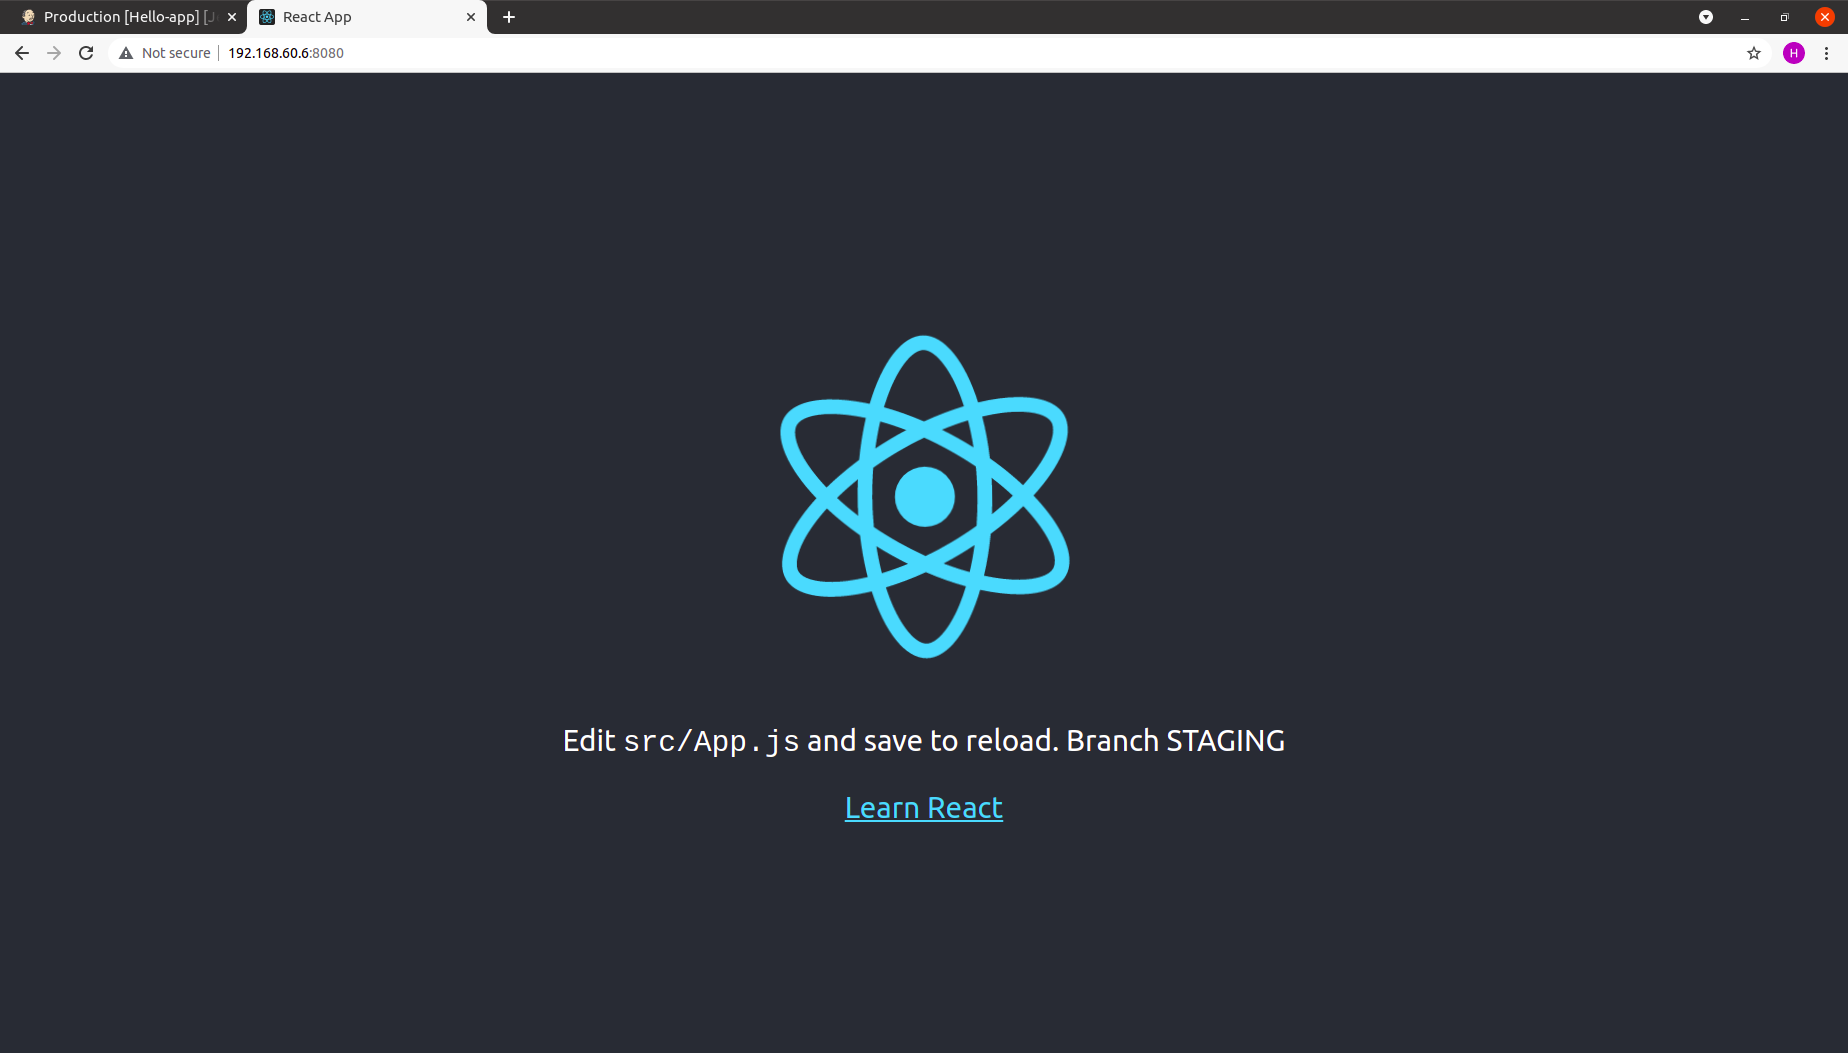 Production [Hello-app] [J
React App
Not secure
192.168.60.6:8080
H
Edit src/App.js and save to reload. Branch STAGING
Learn React